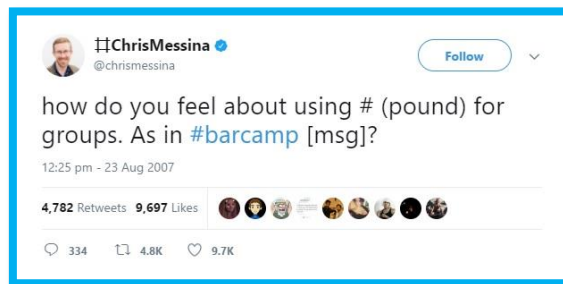 ⵌChrisMessina
@chrismessina
Follow
how do you feel about using # (pound) for
groups. As in #barcamp [msg]?
12:25 pm - 23 Aug 2007
4,782 Retweets 9,697 Likes
334 4.8K 9.7K